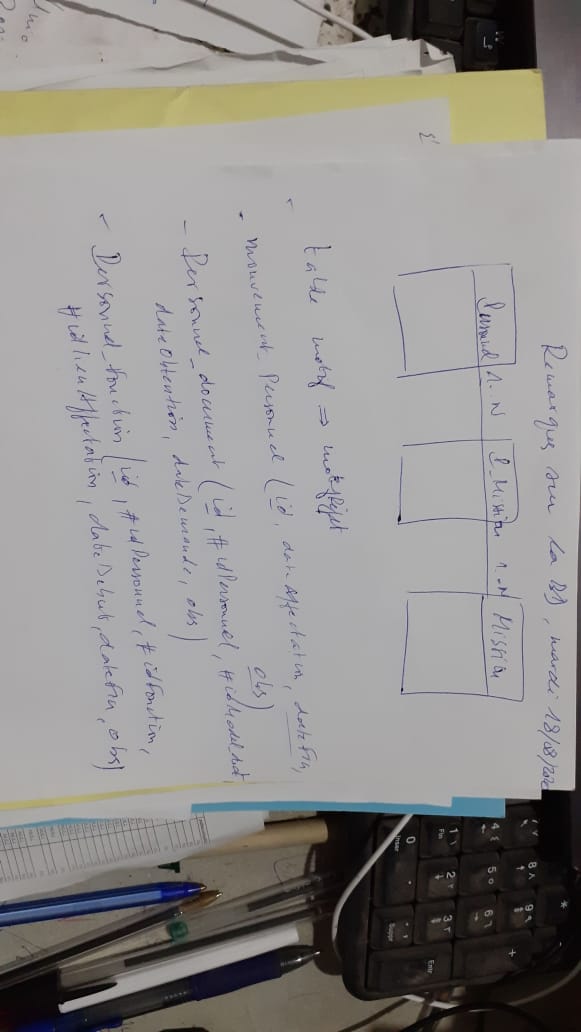 Remarques sur la BD, mardi 18/08/202
Personnel 1..N P_Mission 1..N Mission
- table motif ⇒ motifRejet
- mouvement_Personnel (id, dateAffectation, dateFin,
obs)
- Personnel_document (id, #idPersonnel, #idModel_doct
dateObtention, dateDemande, obs)
- Personnel_fonction (id, #idPersonnel, #idFonction,
#idlieuAffectation, dateDebut, dateFin, obs)
7
8
9
+
4
5
6
1
Fin
2
3
Entr
0
Inser
Suppr